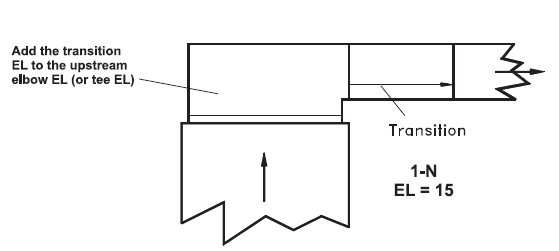 Add the transition
EL to the upstream
elbow EL (or tee EL)
Transition
1-N
EL = 15